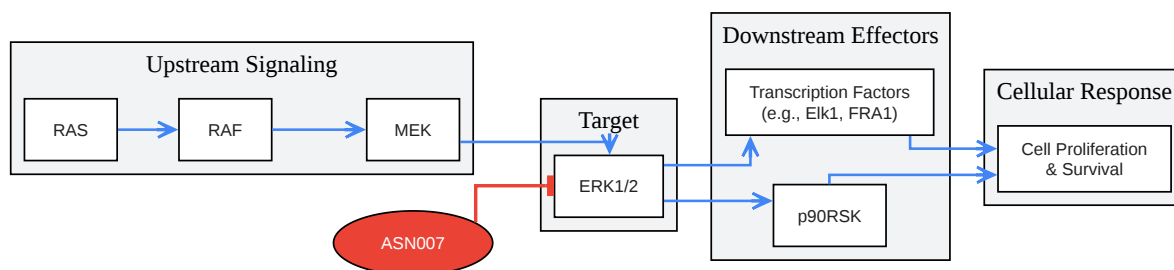 Upstream Signaling
RAS
RAF
MEK
ASN007
Target
ERK1/2
Downstream Effectors
Transcription Factors
(e.g., Elk1, FRA1)
p90RSK
Cellular Response
Cell Proliferation
& Survival